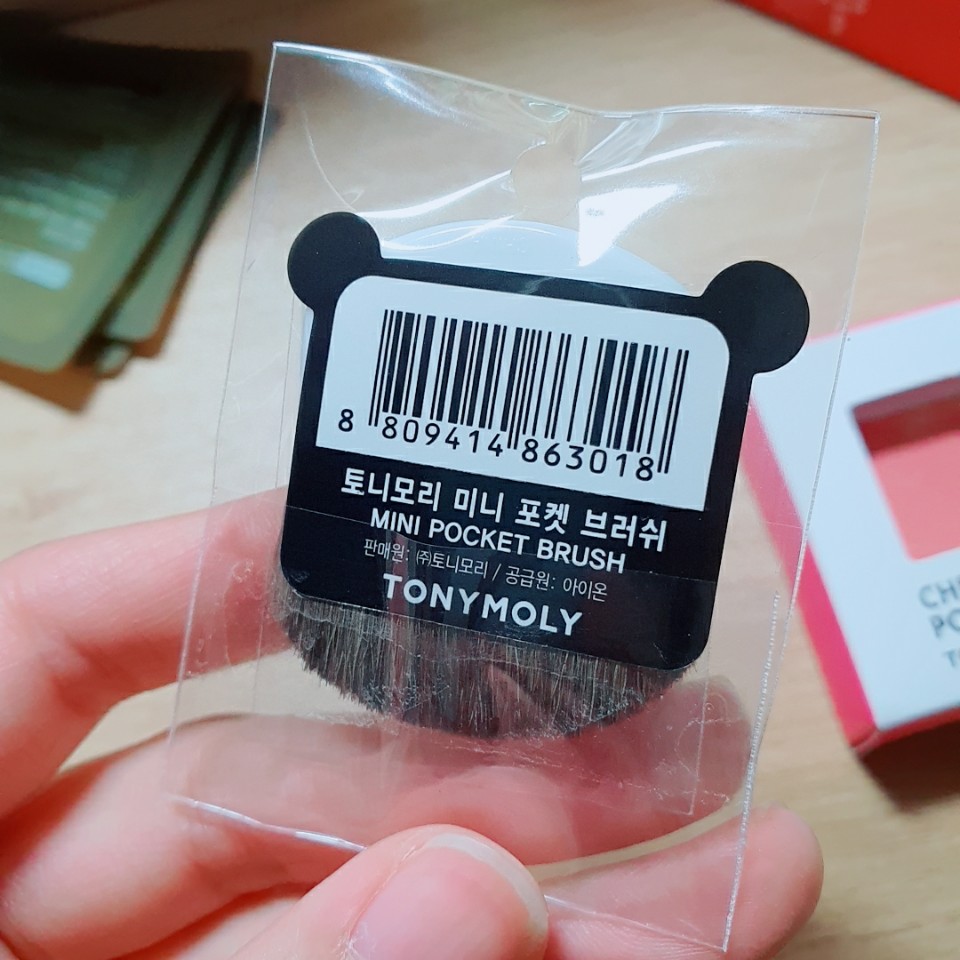 8 809414 863018
토니모리 미니 포켓 브러쉬
MINI POCKET BRUSH
판매원: ㈜토니모리 / 공급원: 아이온
TONYMOLY